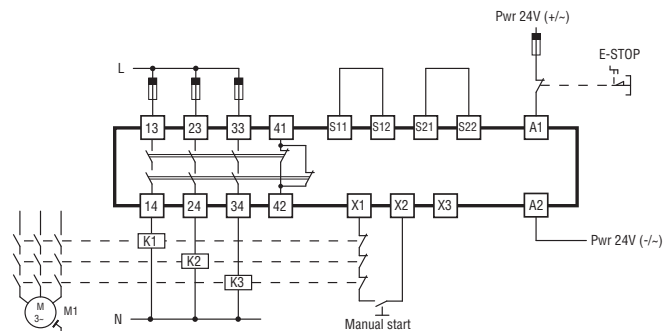 Pwr 24V (+/~)
E-STOP
L
13 23 33 41 S11 S12 S21 S22 A1
14 24 34 42 X1 X2 X3 A2
K1
K2
K3
Pwr 24V (-/~)
M
3~
M1
N
Manual start